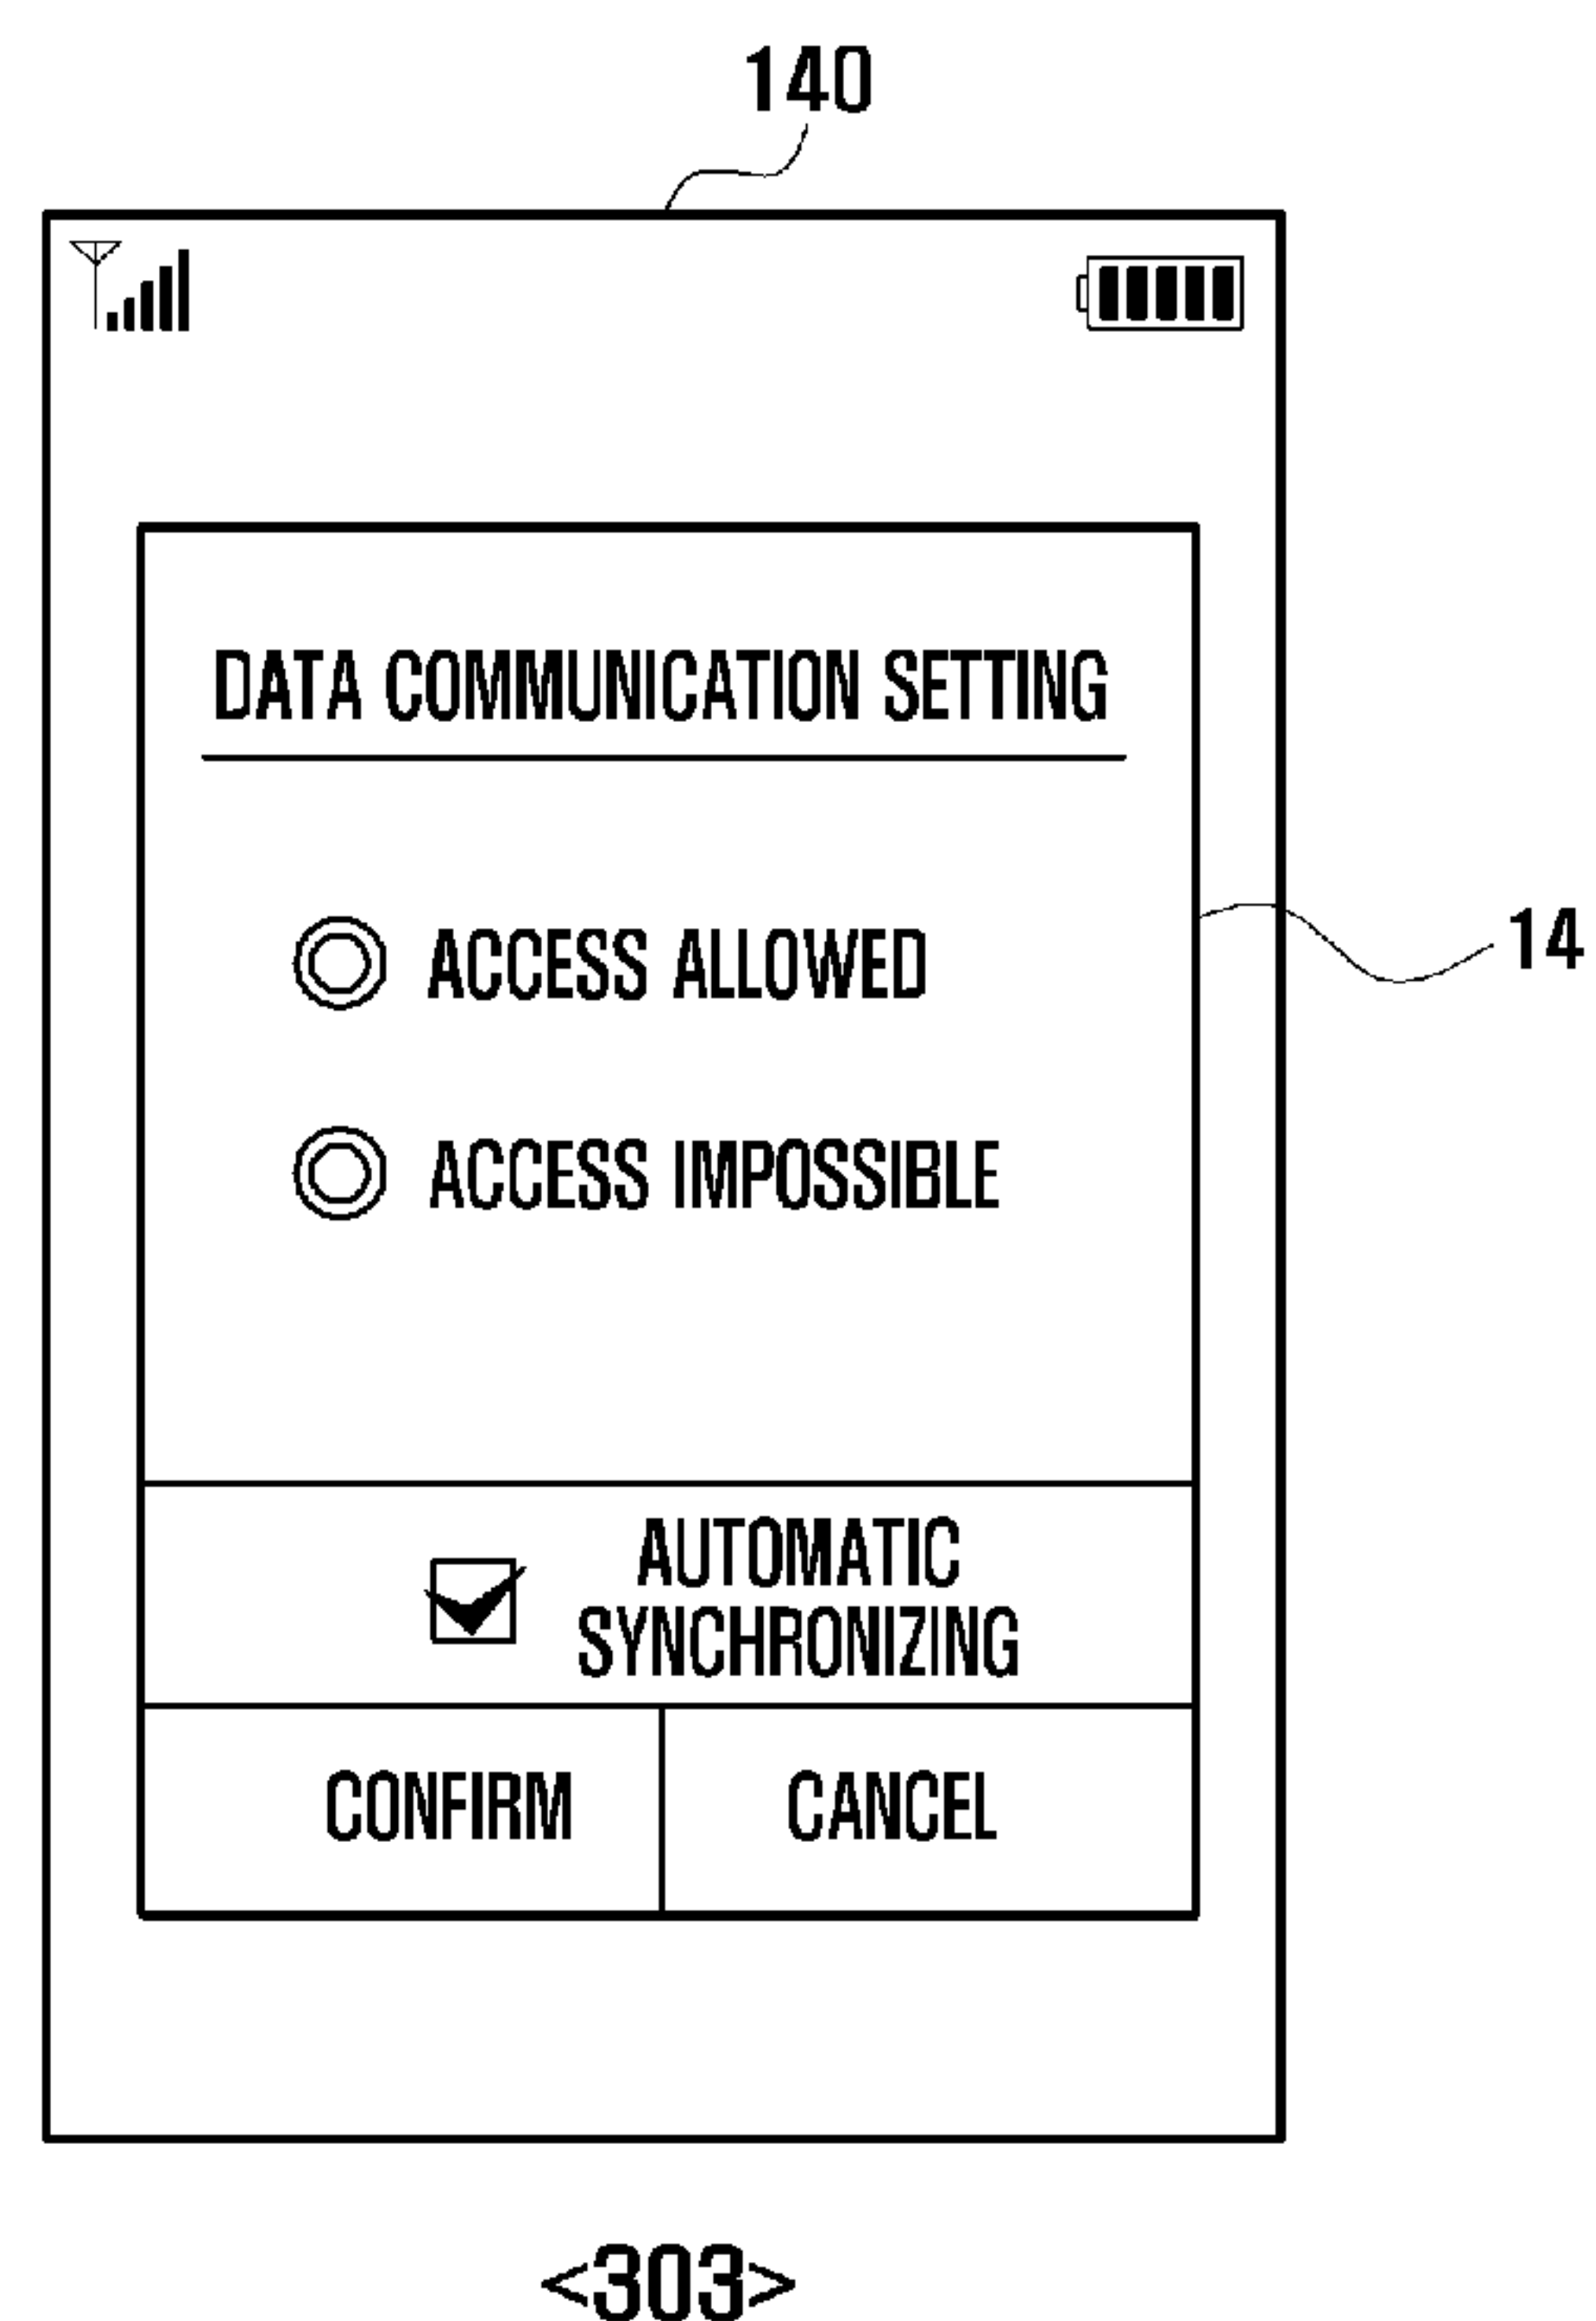 140
DATA COMMUNICATION SETTING
ACCESS ALLOWED
14
ACCESS IMPOSSIBLE
AUTOMATIC
SYNCHRONIZING
CONFIRM
CANCEL
<303>